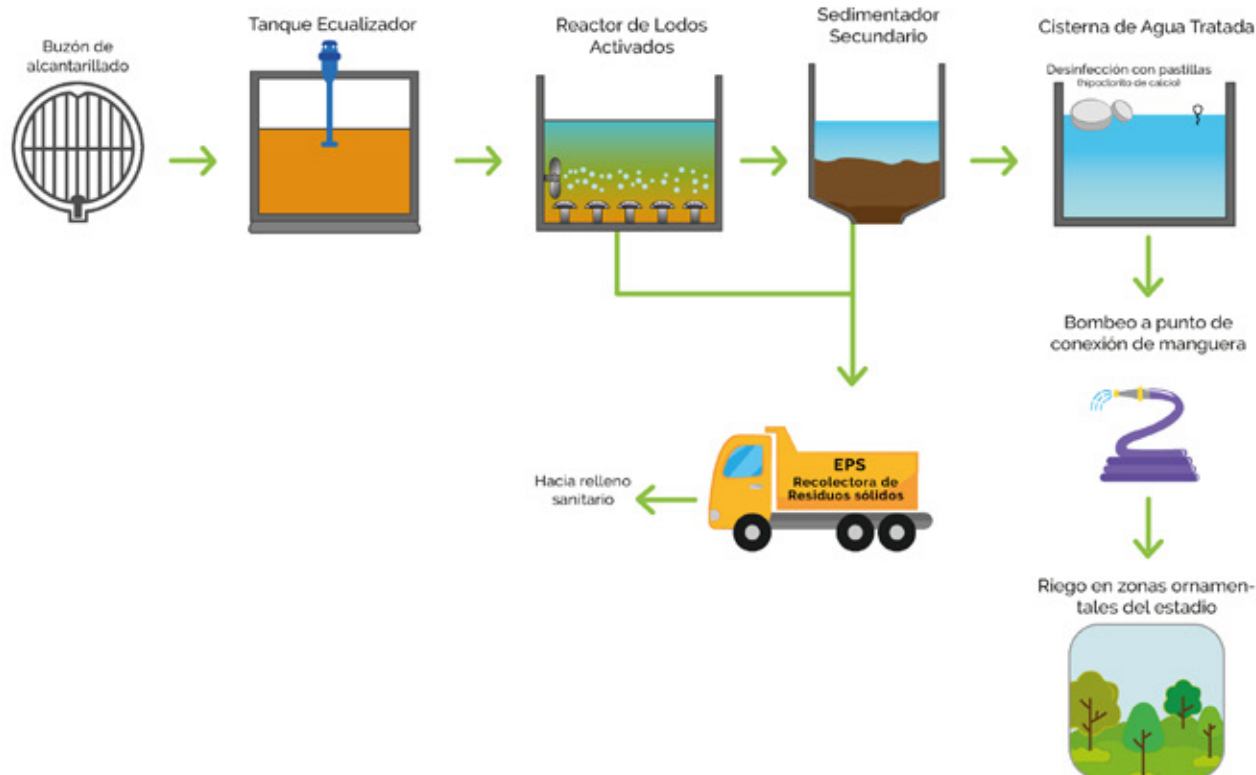 Buzón de
alcantarillado
Tanque Ecualizador
Reactor de Lodos
Activados
Sedimentador
Secundario
Cisterna de Agua Tratada
Desinfección con pastillas
(hipoclorito de calcio)
Bombeo a punto de
conexión de manguera
EPS
Recolectora de
Residuos sólidos
Hacia relleno
sanitario
Riego en zonas ornamen-
tales del estadio